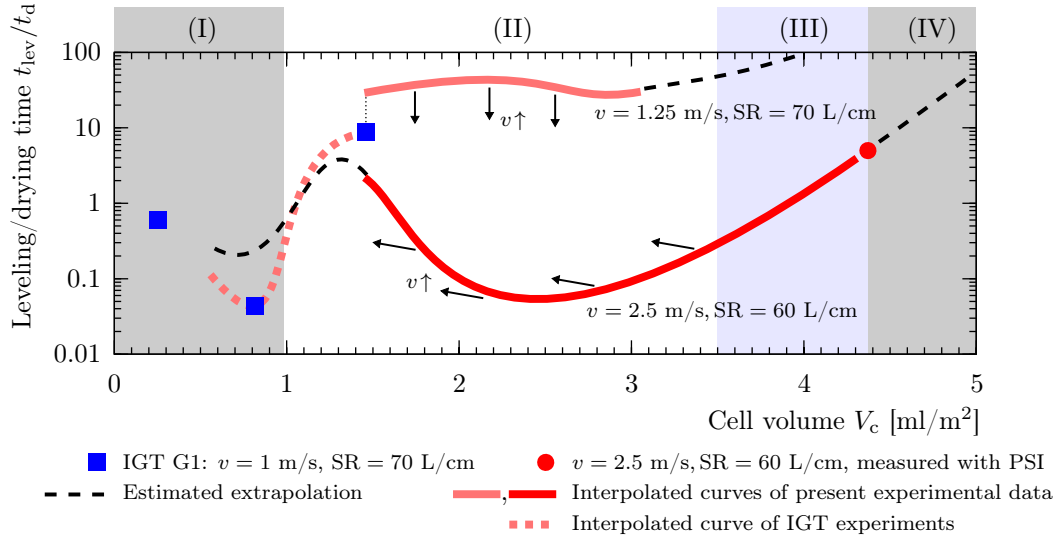 (I) (II) (III) (IV)
Leveling/drying time t_lev/t_d
100
10
1
0.1
0.01
v = 1.25 m/s, SR = 70 L/cm
v↑
v↑
v = 2.5 m/s, SR = 60 L/cm
0 1 2 3 4 5
Cell volume V_c [ml/m²]
IGT G1: v = 1 m/s, SR = 70 L/cm
v = 2.5 m/s, SR = 60 L/cm, measured with PSI
Estimated extrapolation
, Interpolated curves of present experimental data
Interpolated curve of IGT experiments